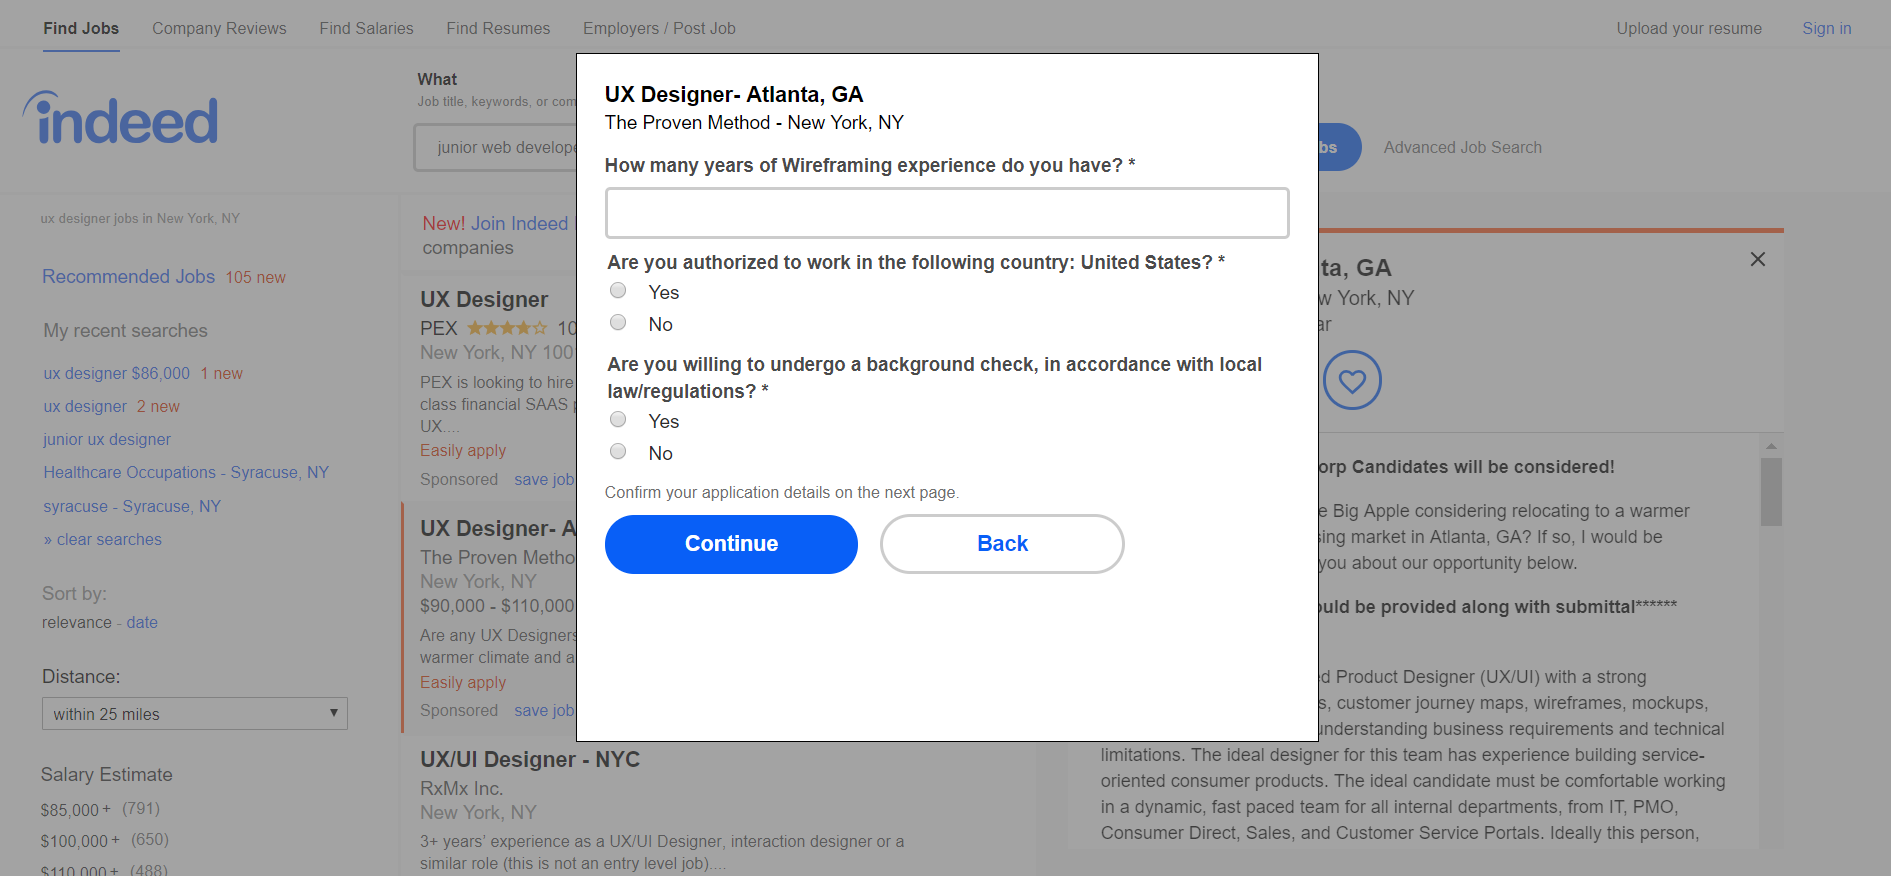 Find Jobs Company Reviews Find Salaries Find Resumes Employers / Post Job Upload your resume Sign in
indeed
What
Job title, keywords, or com
junior web develope
bs Advanced Job Search
ux designer jobs in New York, NY
Recommended Jobs 105 new
My recent searches
ux designer $86,000 1 new
ux designer 2 new
junior ux designer
Healthcare Occupations - Syracuse, NY
syracuse - Syracuse, NY
» clear searches
Sort by:
relevance - date
Distance:
within 25 miles
Salary Estimate
$85,000+ (791)
$100,000+ (650)
$110,000+ (488)
New! Join Indeed
companies
UX Designer
PEX 10
New York, NY 100
PEX is looking to hire
class financial SAAS p
UX....
Easily apply
Sponsored save job
UX Designer- A
The Proven Metho
New York, NY
$90,000 - $110,000
Are any UX Designers
warmer climate and a
Easily apply
Sponsored save job
UX/UI Designer - NYC
RxMx Inc.
New York, NY
3+ years’ experience as a UX/UI Designer, interaction designer or a
similar role (this is not an entry level job)....
UX Designer- Atlanta, GA
The Proven Method - New York, NY
How many years of Wireframing experience do you have? *
Are you authorized to work in the following country: United States? *
Yes
No
Are you willing to undergo a background check, in accordance with local
law/regulations? *
Yes
No
Confirm your application details on the next page.
Continue Back
ta, GA
w York, NY
ar
orp Candidates will be considered!
e Big Apple considering relocating to a warmer
sing market in Atlanta, GA? If so, I would be
you about our opportunity below.
ould be provided along with submittal******
d Product Designer (UX/UI) with a strong
s, customer journey maps, wireframes, mockups,
understanding business requirements and technical
limitations. The ideal designer for this team has experience building service-
oriented consumer products. The ideal candidate must be comfortable working
in a dynamic, fast paced team for all internal departments, from IT, PMO,
Consumer Direct, Sales, and Customer Service Portals. Ideally this person,